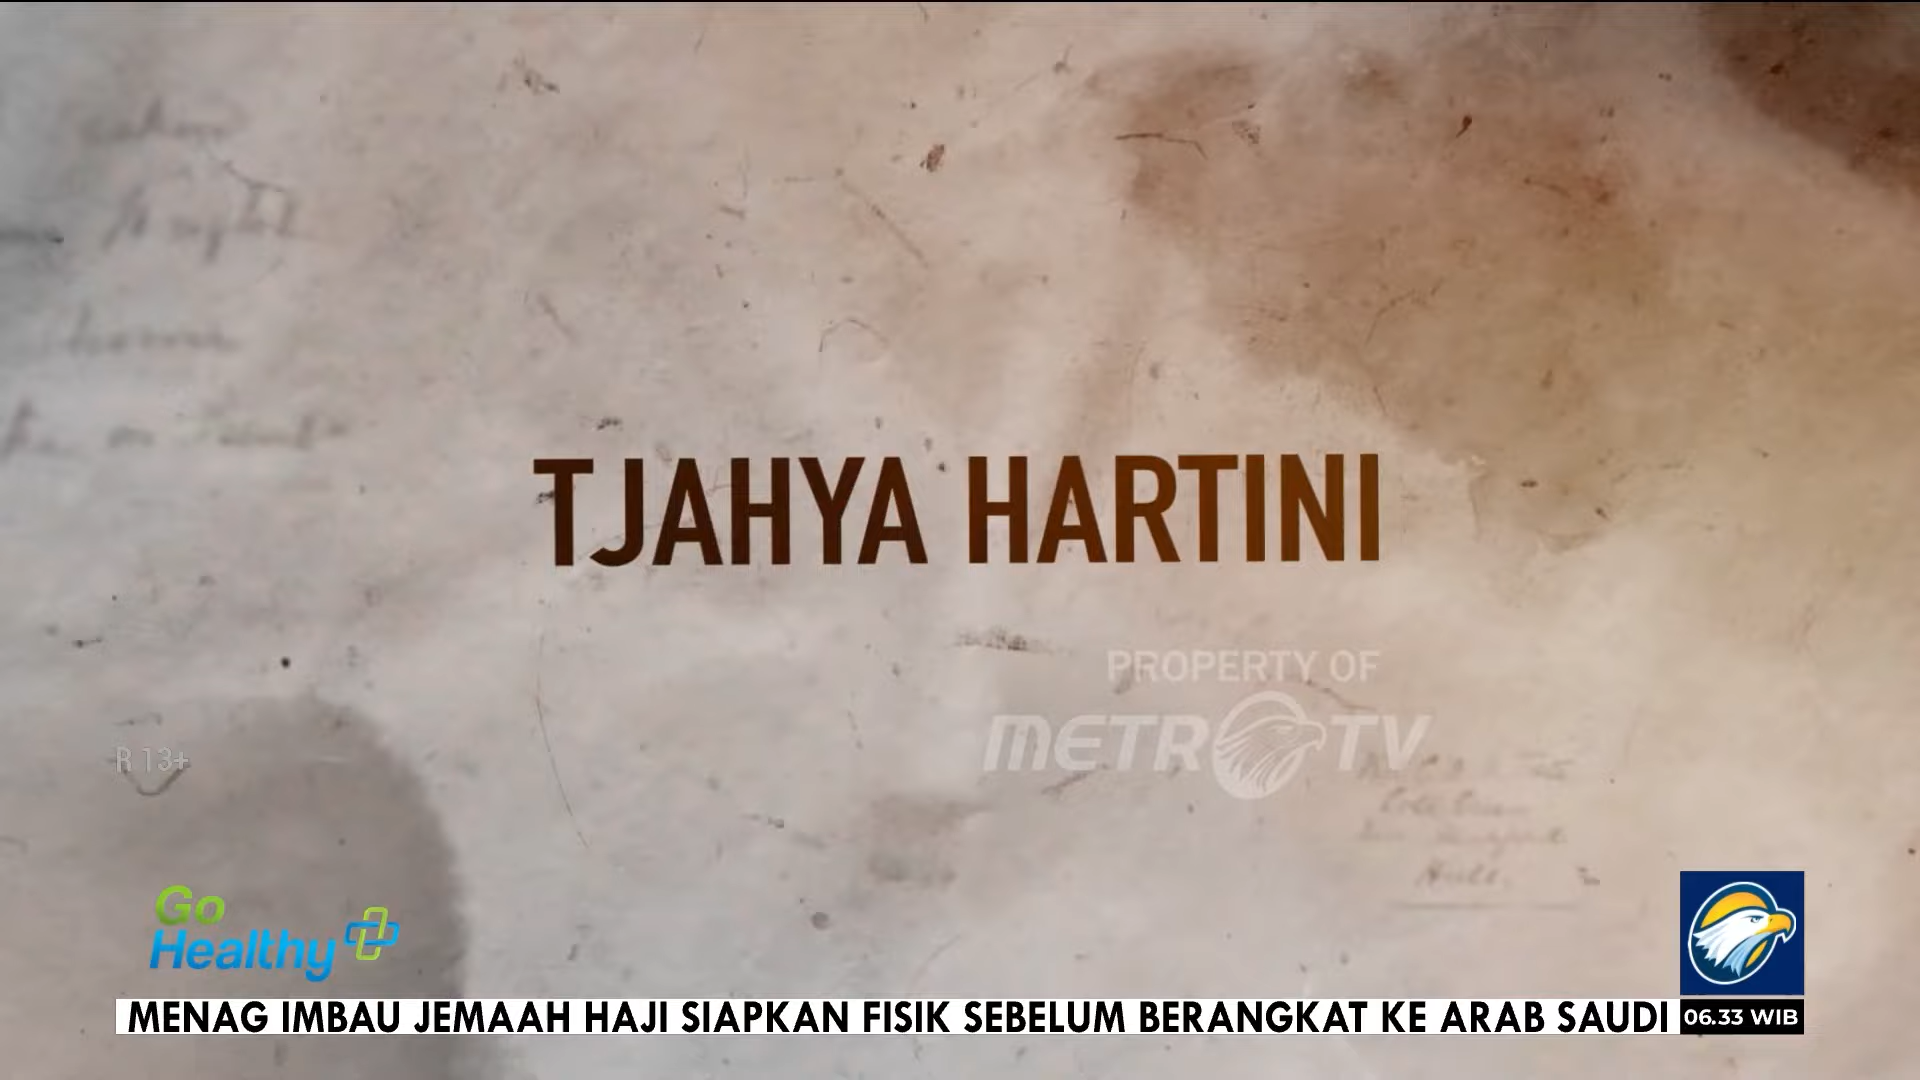 TJAHYA HARTINI
PROPERTY OF
METRO TV
R 13+
Go
Healthy
MENAG IMBAU JEMAAH HAJI SIAPKAN FISIK SEBELUM BERANGKAT KE ARAB SAUDI
06.33 WIB